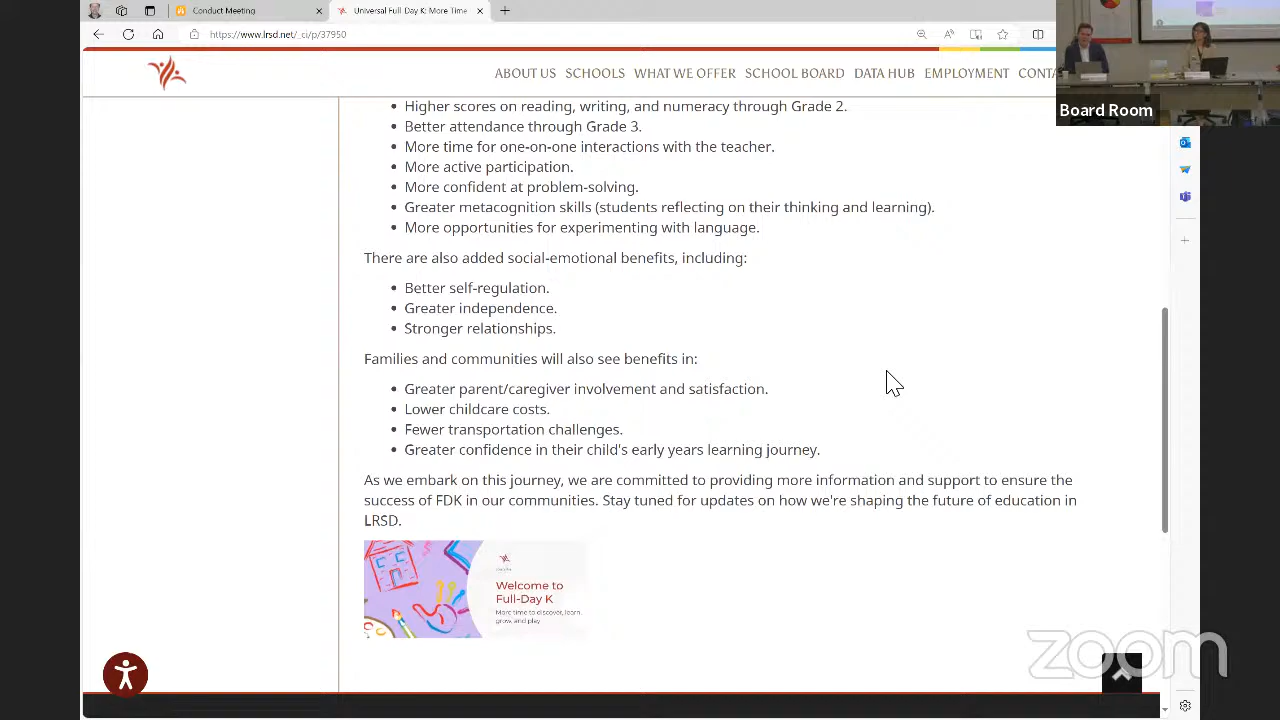 Conduct Meeting
Universal Full-Day K: More Time
https://www.lrsd.net/_ci/p/37950
ABOUT US SCHOOLS WHAT WE OFFER SCHOOL BOARD DATA HUB EMPLOYMENT CONTA
Board Room
Higher scores on reading, writing, and numeracy through Grade 2.
Better attendance through Grade 3.
More time for one-on-one interactions with the teacher.
More active participation.
More confident at problem-solving.
Greater metacognition skills (students reflecting on their thinking and learning).
More opportunities for experimenting with language.
There are also added social-emotional benefits, including:
Better self-regulation.
Greater independence.
Stronger relationships.
Families and communities will also see benefits in:
Greater parent/caregiver involvement and satisfaction.
Lower childcare costs.
Fewer transportation challenges.
Greater confidence in their child's early years learning journey.
As we embark on this journey, we are committed to providing more information and support to ensure the
success of FDK in our communities. Stay tuned for updates on how we're shaping the future of education in
LRSD.
Welcome to
Full-Day K
More time to discover, learn,
grow, and play
zoom